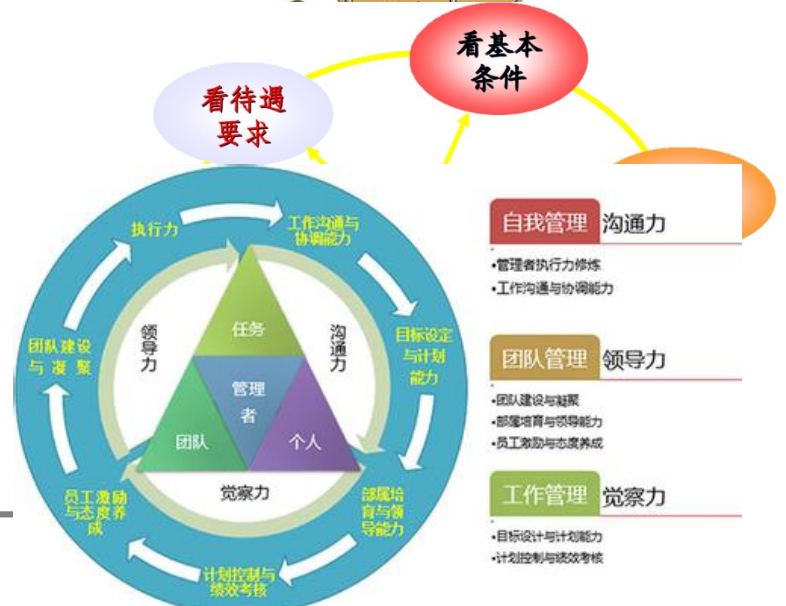 看基本
条件
看待遇
要求
执行力
工作沟通与
协调能力
目标设定
与计划
能力
部属培
育与领
导能力
计划控制与
绩效考核
员工激励
与态度养
成
团队建设
与凝聚
领导力
沟通力
觉察力
任务
管理
者
团队
个人
自我管理 沟通力
•管理者执行力修炼
•工作沟通与协调能力
团队管理 领导力
•团队建设与凝聚
•部属培育与领导能力
•员工激励与态度养成
工作管理 觉察力
•目标设计与计划能力
•计划控制与绩效考核